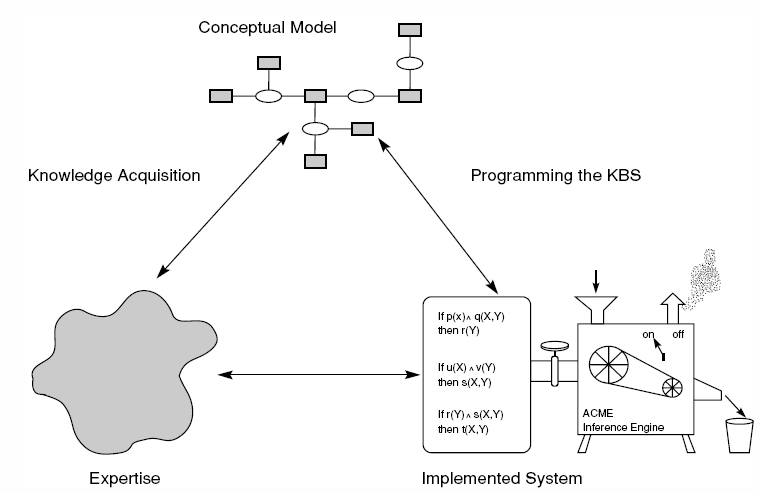 Conceptual Model
Knowledge Acquisition
Programming the KBS
If p(x)∧ q(X,Y)
then r(Y)
If u(X) ∧ v(Y)
then s(X,Y)
If r(Y) ∧ s(X,Y)
then t(X,Y)
on off
ACME
Inference Engine
Expertise
Implemented System